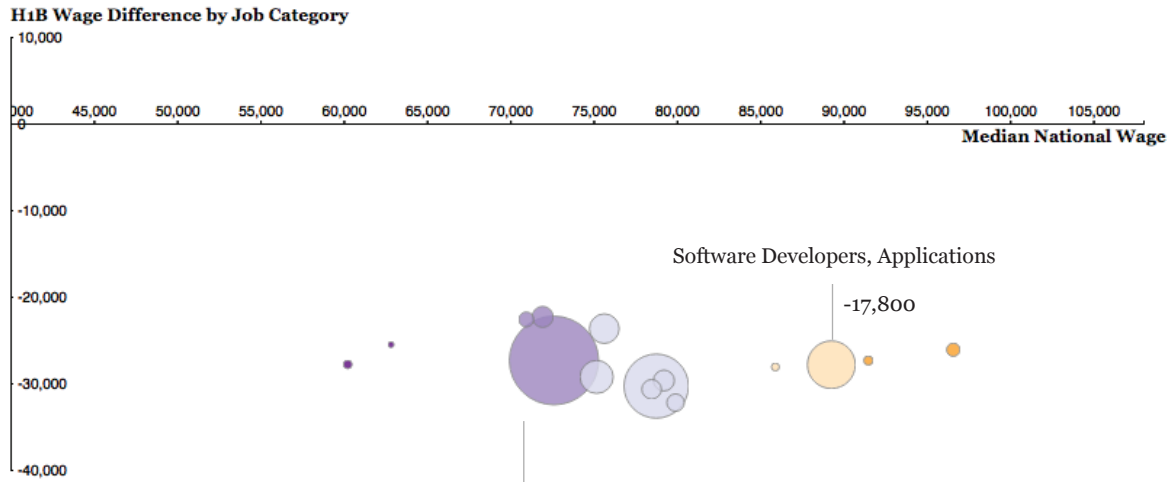 H1B Wage Difference by Job Category
10,000
000 45,000 50,000 55,000 60,000 65,000 70,000 75,000 80,000 85,000 90,000 95,000 100,000 105,000
0
Median National Wage
-10,000
Software Developers, Applications
-20,000
-17,800
-30,000
-40,000